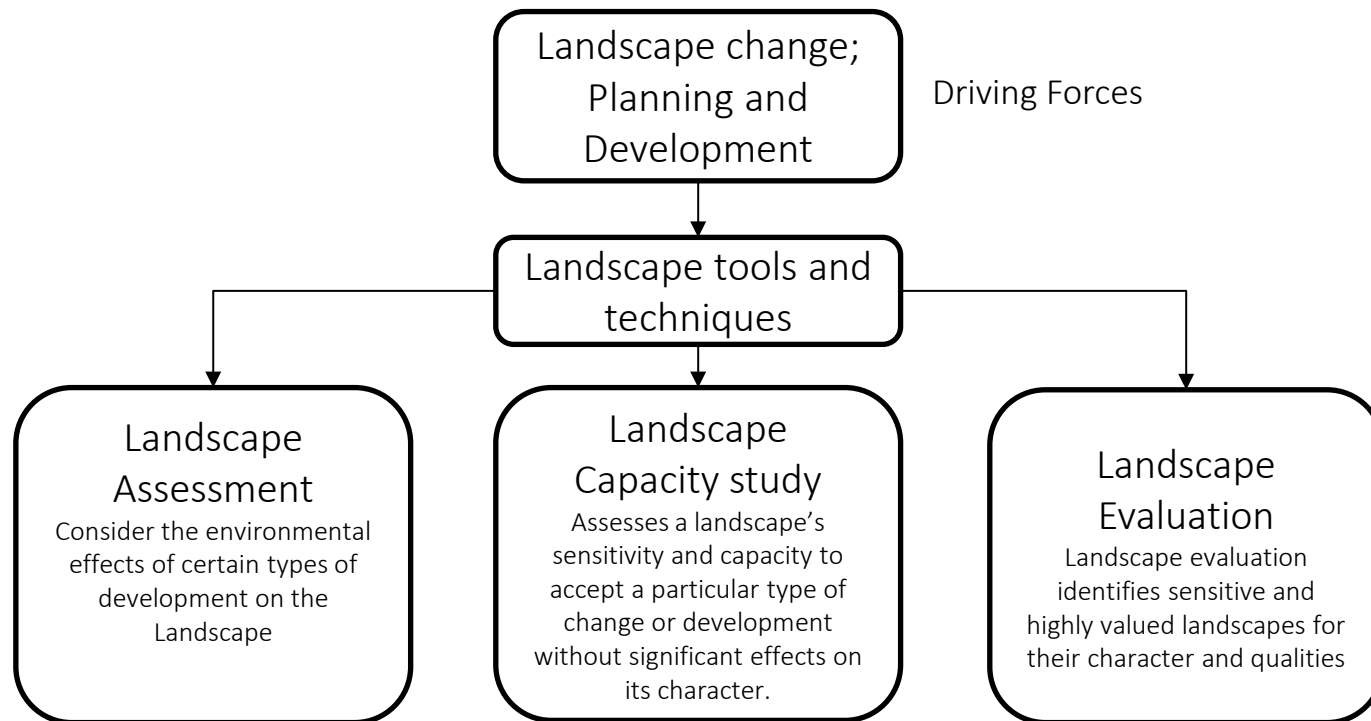 Landscape change;
Planning and
Development
Driving Forces
Landscape tools and
techniques
Landscape
Assessment
Consider the environmental
effects of certain types of
development on the
Landscape
Landscape
Capacity study
Assesses a landscape’s
sensitivity and capacity to
accept a particular type of
change or development
without significant effects on
its character.
Landscape
Evaluation
Landscape evaluation
identifies sensitive and
highly valued landscapes for
their character and qualities